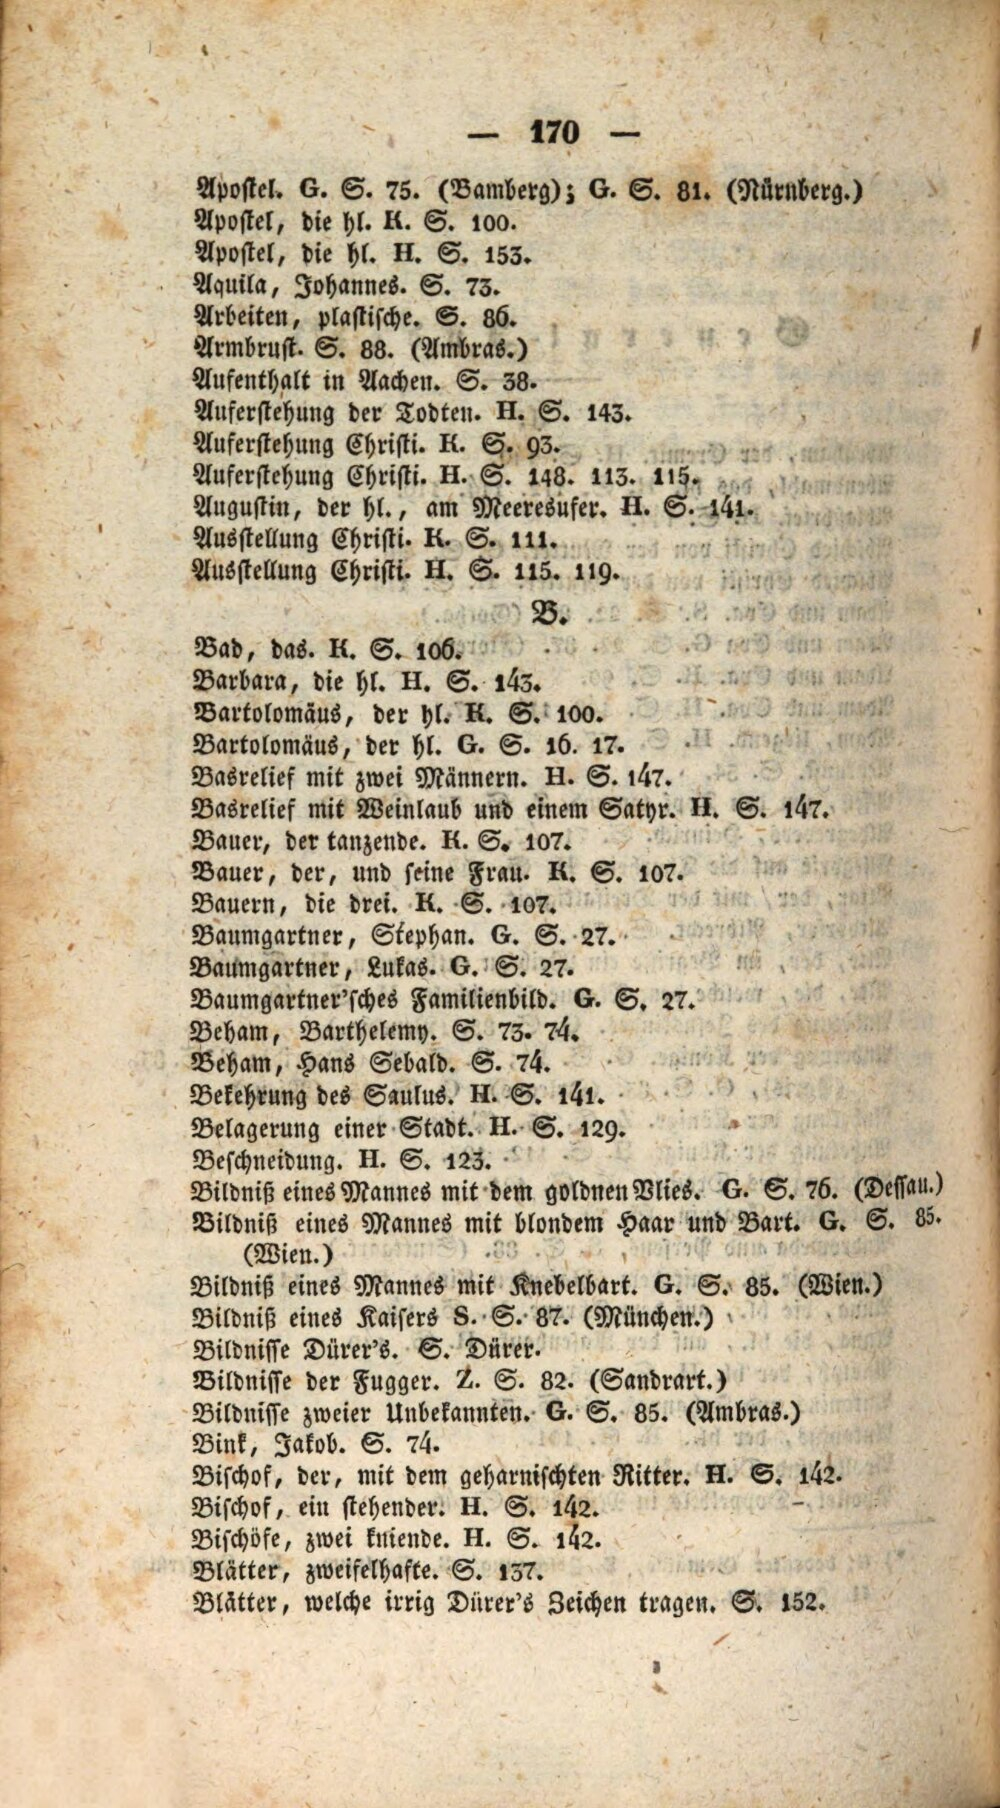 — 170 —
Apostel. G. S. 75. (Bamberg); G. S. 81. (Nürnberg.)
Apostel, die hl. K. S. 100.
Apostel, die hl. H. S. 153.
Aquila, Johannes. S. 73.
Arbeiten, plastische. S. 86.
Armbrust. S. 88. (Ambras.)
Aufenthalt in Aachen. S. 38.
Auferstehung der Todten. H. S. 143.
Auferstehung Christi. K. S. 93.
Auferstehung Christi. H. S. 148. 113. 115.
Augustin, der hl., am Meeresufer. H. S. 141.
Ausstellung Christi. K. S. 111.
Ausstellung Christi. H. S. 115. 119.
B.
Bad, das. K. S. 106.
Barbara, die hl. H. S. 143.
Bartolomäus, der hl. K. S. 100.
Bartolomäus, der hl. G. S. 16. 17.
Basrelief mit zwei Männern. H. S. 147.
Basrelief mit Weinlaub und einem Satyr. H. S. 147.
Bauer, der tanzende. K. S. 107.
Bauer, der, und seine Frau. K. S. 107.
Bauern, die drei. K. S. 107.
Baumgartner, Stephan. G. S. 27.
Baumgartner, Lukas. G. S. 27.
Baumgartner'sches Familienbild. G. S. 27.
Beham, Barthelemy. S. 73. 74.
Beham, Hans Sebald. S. 74.
Bekehrung des Saulus. H. S. 141.
Belagerung einer Stadt. H. S. 129.
Beschneidung. H. S. 123.
Bildniß eines Mannes mit dem goldnen Vlies. G. S. 76. (Dessau.)
Bildniß eines Mannes mit blondem Haar und Bart. G. S. 85.
(Wien.)
Bildniß eines Mannes mit Knebelbart. G. S. 85. (Wien.)
Bildniß eines Kaisers S. S. 87. (München.)
Bildnisse Dürer's. S. Dürer.
Bildnisse der Fugger. Z. S. 82. (Sandrart.)
Bildnisse zweier Unbekannten. G. S. 85. (Ambras.)
Bink, Jakob. S. 74.
Bischof, der, mit dem geharnischten Ritter. H. S. 142.
Bischof, ein stehender. H. S. 142.
Bischöfe, zwei kniende. H. S. 142.
Blätter, zweifelhafte. S. 137.
Blätter, welche irrig Dürer's Zeichen tragen. S. 152.